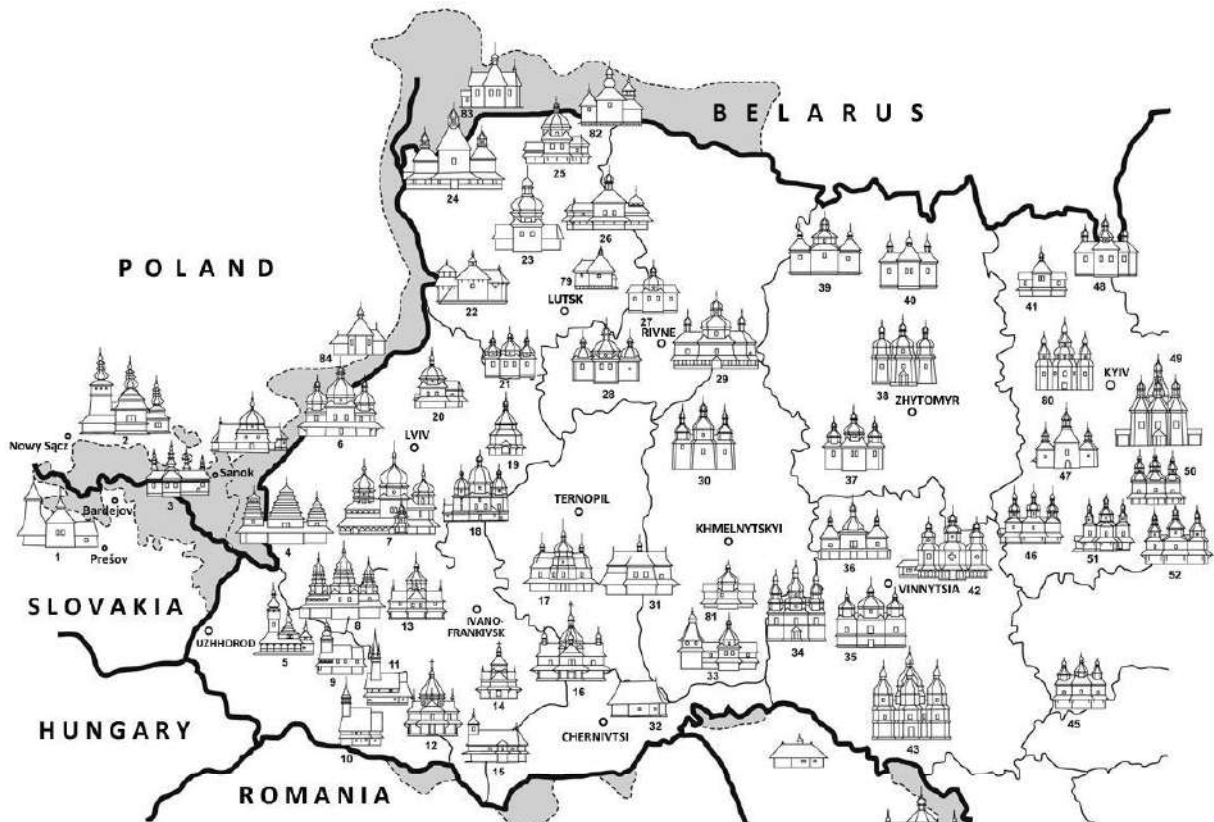 83
82
BELARUS
25
24
26
23
39
40
POLAND
79
41
48
22
LUTSK
27
RIVNE
84
21
28
29
49
KYIV
20
38
ZHYTOMYR
80
2
6
Nowy Sącz
LVIV
19
50
Sanok
30
37
47
3
Bardejov
TERNOPIL
18
7
KHMELNYTSKYI
1
Prešov
4
46
51
52
36
VINNYTSIA
42
17
31
SLOVAKIA
8
13
IVANO-
FRANKIVSK
81
34
35
UZHHOROD
5
9
11
33
16
14
45
32
HUNGARY
12
CHERNIVTSI
43
10
15
ROMANIA